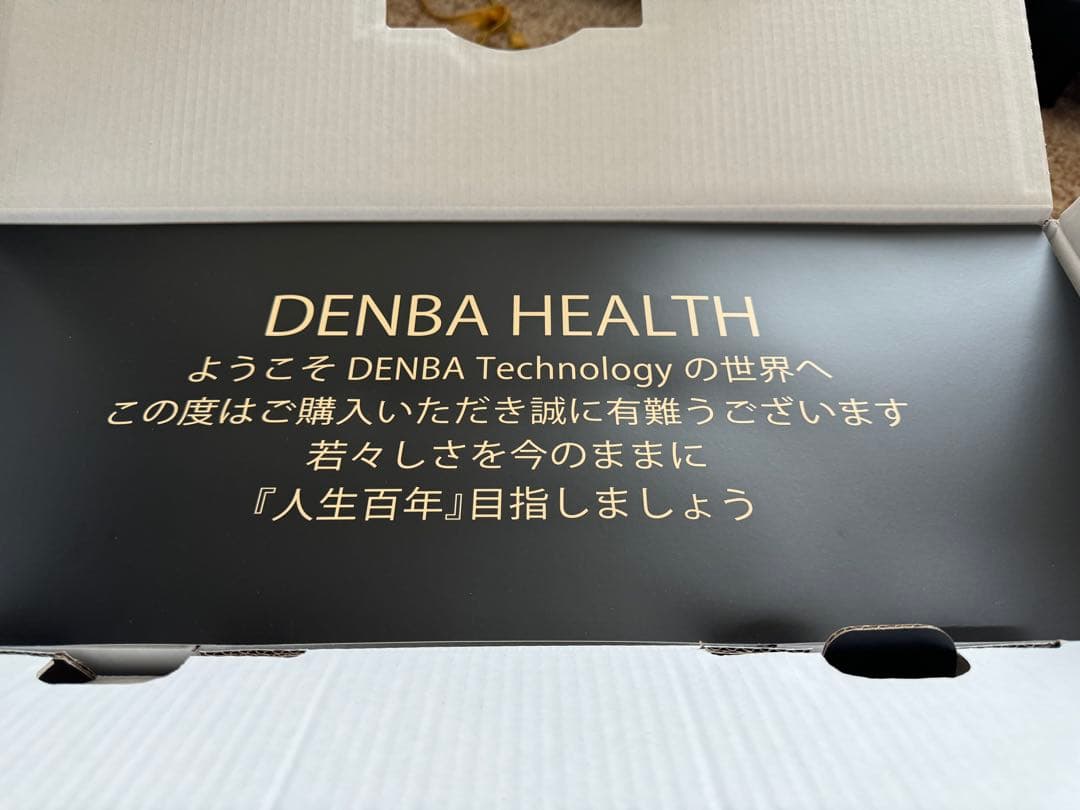 DENBA HEALTH
ようこそ DENBA Technology の世界へ
この度はご購入いただき誠に有難うございます
若々しさを今のままに
『人生百年』目指しましょう